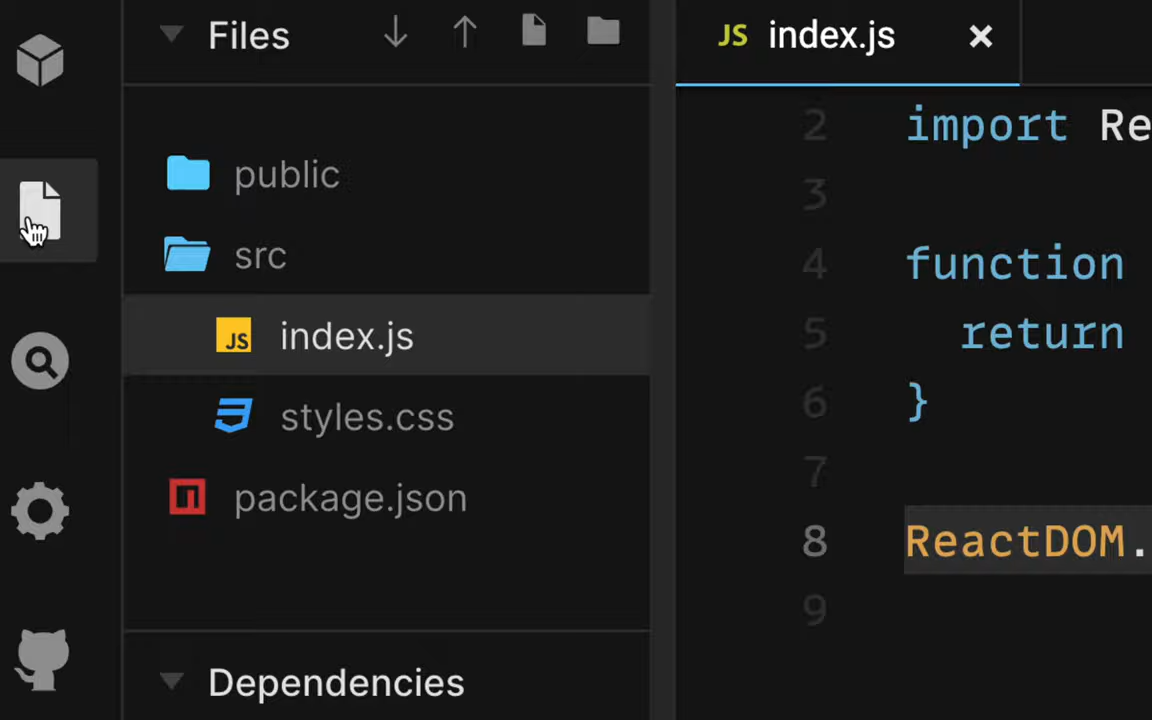 Files
public
src
JS index.js
styles.css
package.json
Dependencies
JS index.js
2 import Re
3
4 function
5 return
6 }
7
8 ReactDOM.
9